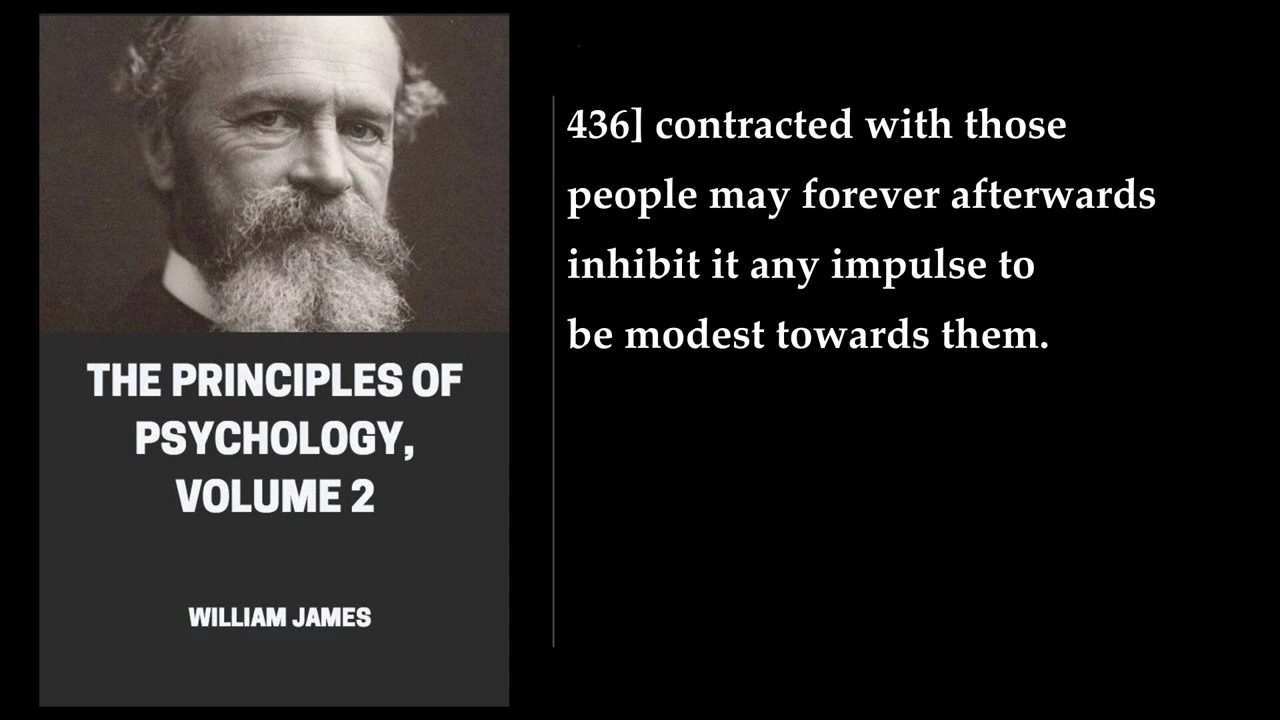 THE PRINCIPLES OF
PSYCHOLOGY,
VOLUME 2
WILLIAM JAMES
436] contracted with those
people may forever afterwards
inhibit it any impulse to
be modest towards them.